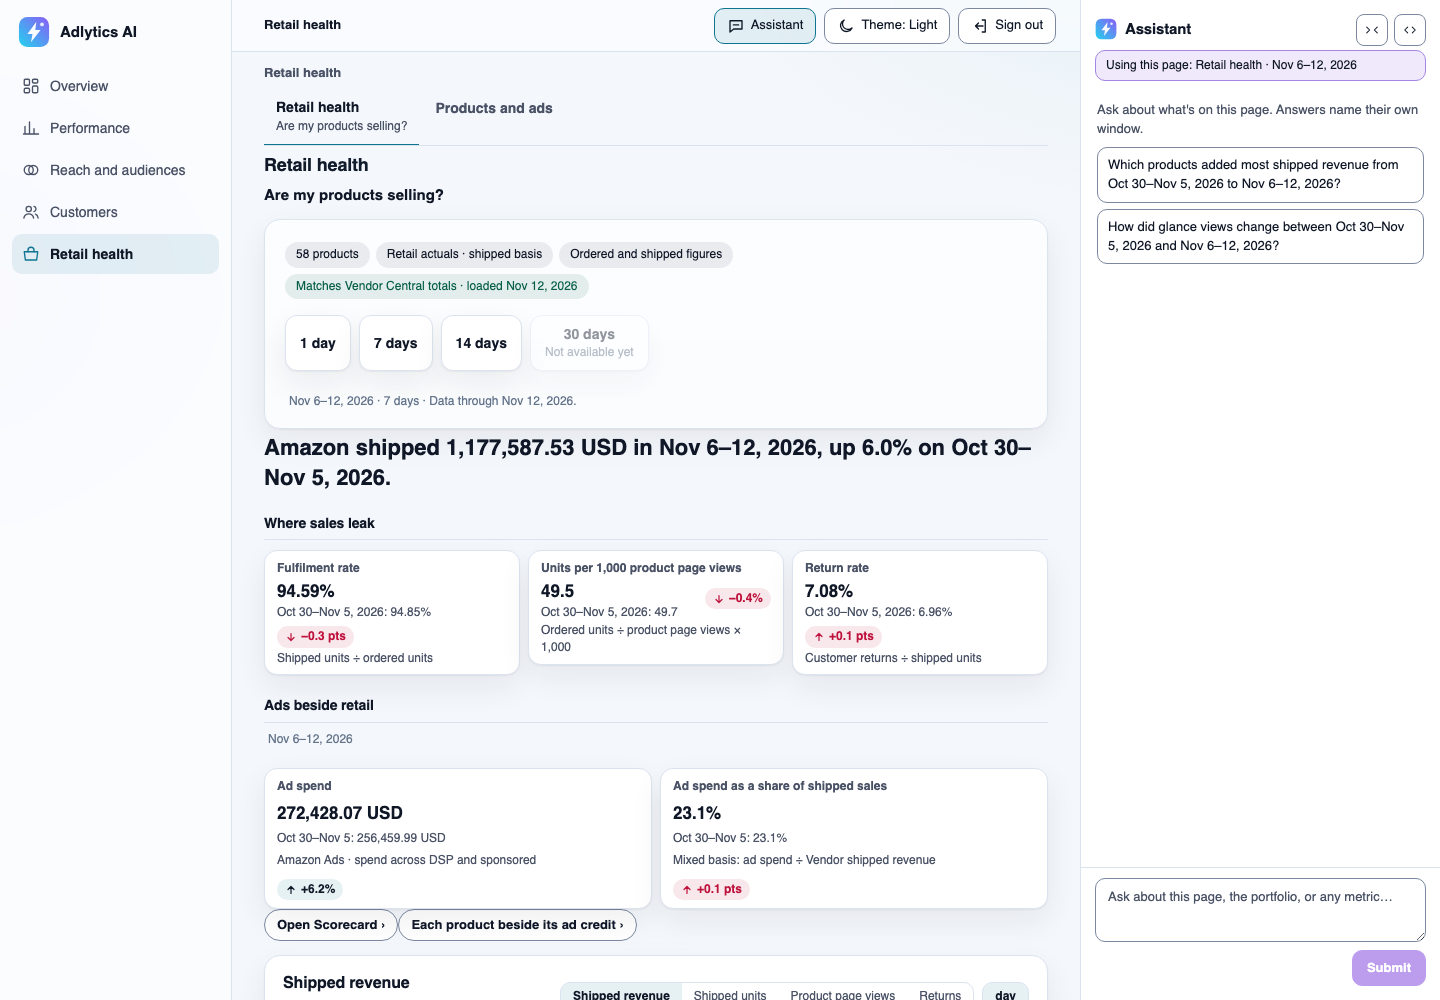 Adlytics AI
Overview
Performance
Reach and audiences
Customers
Retail health
Retail health
Assistant
Theme: Light
Sign out
Retail health
Retail health
Are my products selling?
Products and ads
Retail health
Are my products selling?
58 products
Retail actuals · shipped basis
Ordered and shipped figures
Matches Vendor Central totals · loaded Nov 12, 2026
1 day
7 days
14 days
30 days
Not available yet
Nov 6–12, 2026 · 7 days · Data through Nov 12, 2026.
Amazon shipped 1,177,587.53 USD in Nov 6–12, 2026, up 6.0% on Oct 30–
Nov 5, 2026.
Where sales leak
Fulfilment rate
94.59%
Oct 30–Nov 5, 2026: 94.85%
↓ −0.3 pts
Shipped units ÷ ordered units
Units per 1,000 product page views
49.5
Oct 30–Nov 5, 2026: 49.7
↓ −0.4%
Ordered units ÷ product page views ×
1,000
Return rate
7.08%
Oct 30–Nov 5, 2026: 6.96%
↑ +0.1 pts
Customer returns ÷ shipped units
Ads beside retail
Nov 6–12, 2026
Ad spend
272,428.07 USD
Oct 30–Nov 5: 256,459.99 USD
Amazon Ads · spend across DSP and sponsored
↑ +6.2%
Ad spend as a share of shipped sales
23.1%
Oct 30–Nov 5: 23.1%
Mixed basis: ad spend ÷ Vendor shipped revenue
↑ +0.1 pts
Open Scorecard ›
Each product beside its ad credit ›
Shipped revenue
Shipped revenue
Shipped units
Product page views
Returns
day
Assistant
Using this page: Retail health · Nov 6–12, 2026
Ask about what's on this page. Answers name their own
window.
Which products added most shipped revenue from
Oct 30–Nov 5, 2026 to Nov 6–12, 2026?
How did glance views change between Oct 30–Nov
5, 2026 and Nov 6–12, 2026?
Ask about this page, the portfolio, or any metric…
Submit